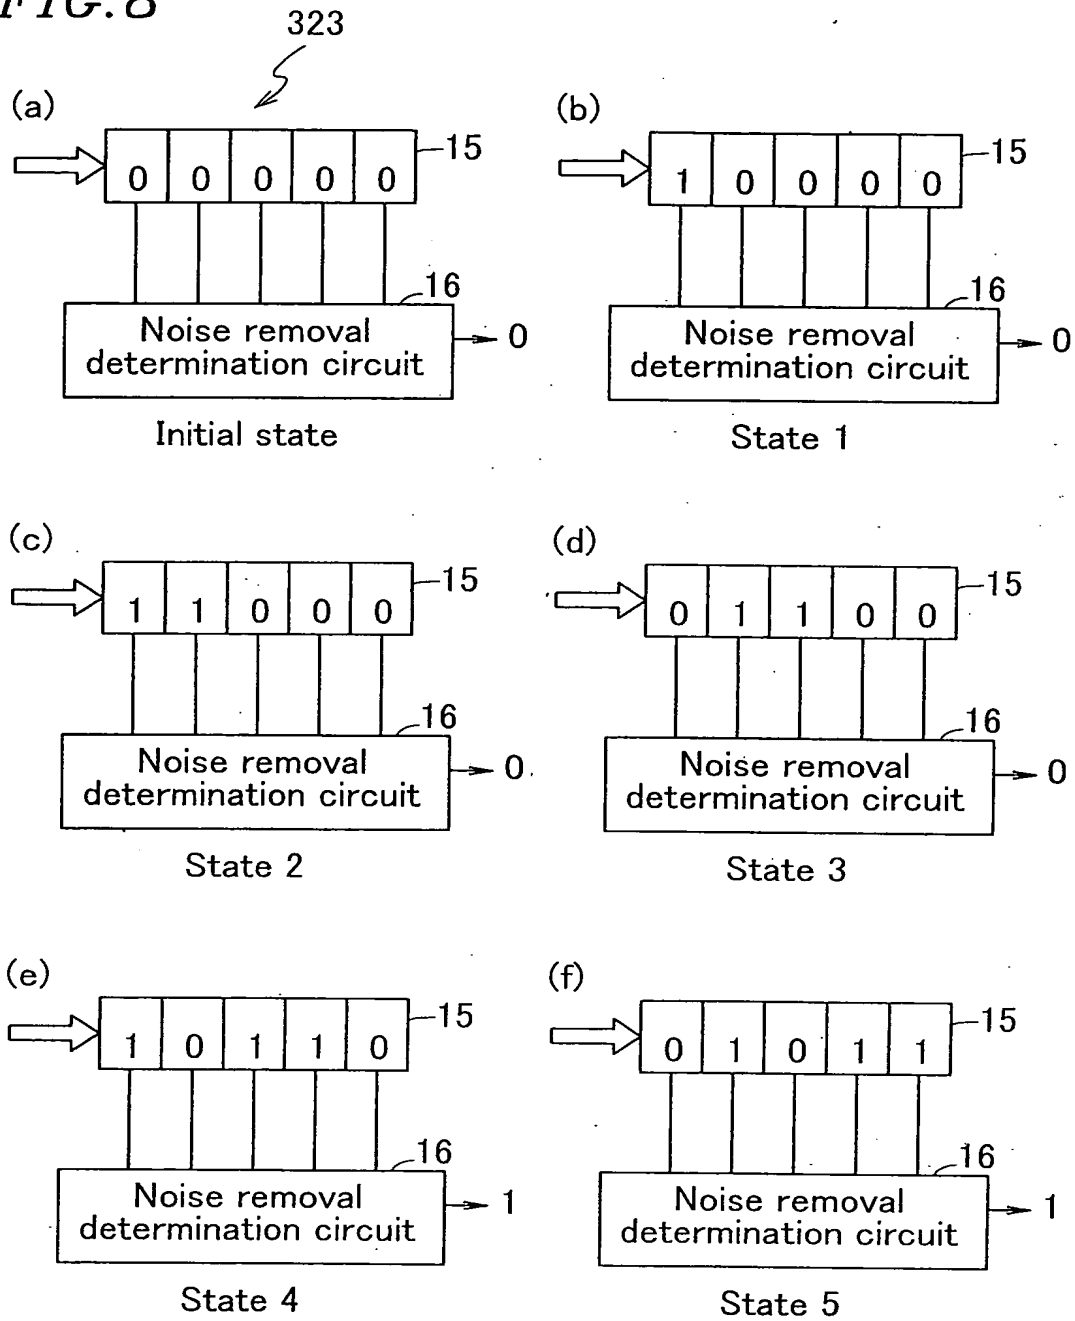 FIG. 8
323
(a)
0 0 0 0 0
15
16
Noise removal
determination circuit
0
Initial state
(b)
1 0 0 0 0
15
16
Noise removal
determination circuit
0
State 1
(c)
1 1 0 0 0
15
16
Noise removal
determination circuit
0
State 2
(d)
0 1 1 0 0
15
16
Noise removal
determination circuit
0
State 3
(e)
1 0 1 1 0
15
16
Noise removal
determination circuit
1
State 4
(f)
0 1 0 1 1
15
16
Noise removal
determination circuit
1
State 5